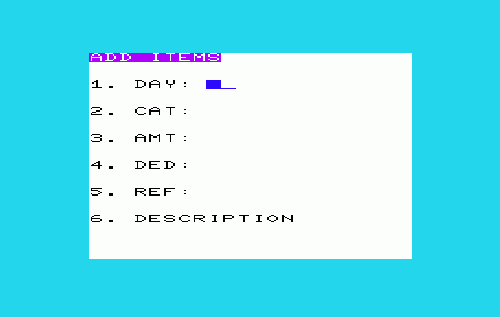 ADD ITEMS
1. DAY: _
2. CAT:
3. AMT:
4. DED:
5. REF:
6. DESCRIPTION